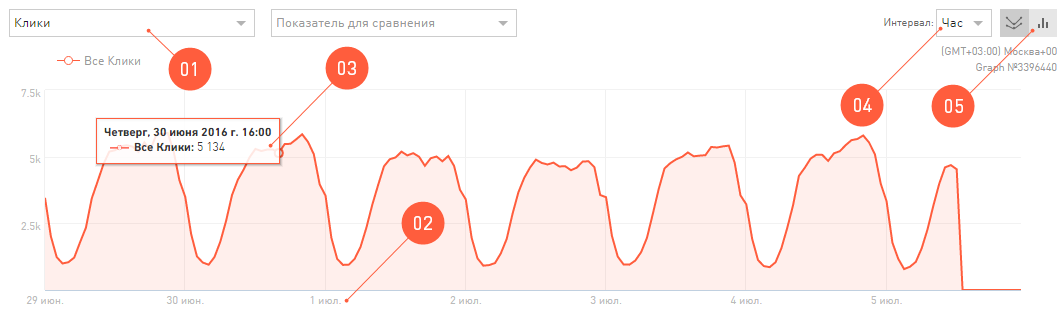 Клики
Показатель для сравнения
Интервал: Час
(GMT+03:00) Москва+00
Graph №3396440
Все Клики
01
03
04
05
7.5k
Четверг, 30 июня 2016 г. 16:00
Все Клики: 5 134
5k
02
2.5k
29 июн.
30 июн.
1 июл.
2 июл.
3 июл.
4 июл.
5 июл.